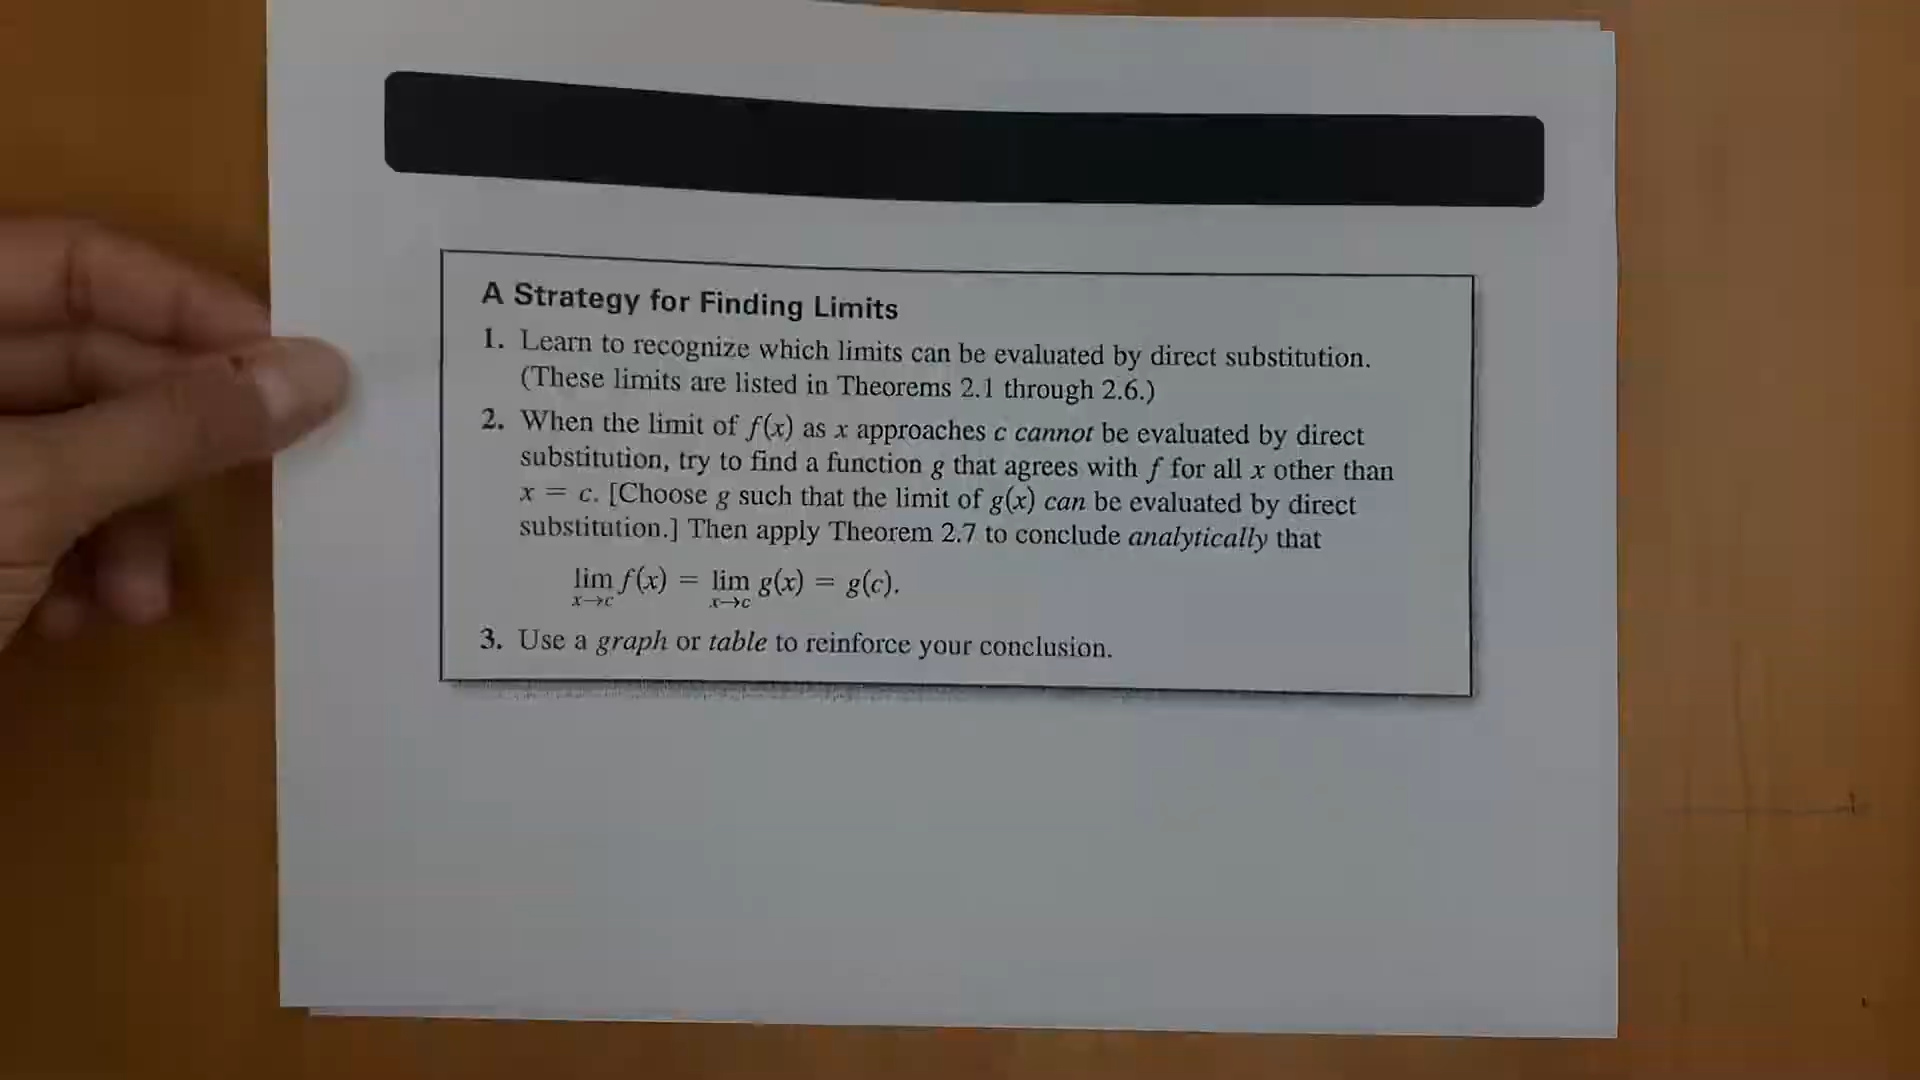 A Strategy for Finding Limits
1. Learn to recognize which limits can be evaluated by direct substitution.
(These limits are listed in Theorems 2.1 through 2.6.)
2. When the limit of f(x) as x approaches c cannot be evaluated by direct
substitution, try to find a function g that agrees with f for all x other than
x = c. [Choose g such that the limit of g(x) can be evaluated by direct
substitution.] Then apply Theorem 2.7 to conclude analytically that
lim f(x) = lim g(x) = g(c).
x→c x→c
3. Use a graph or table to reinforce your conclusion.